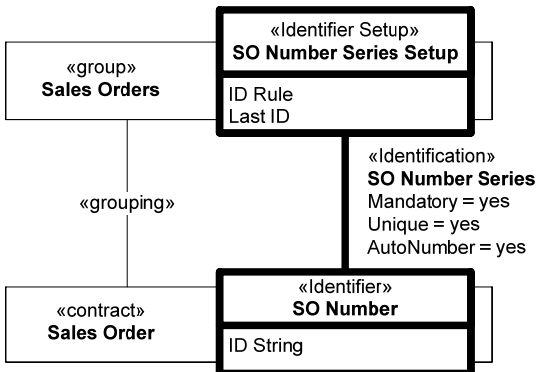 «Identifier Setup»
SO Number Series Setup
«group»
Sales Orders
ID Rule
Last ID
«Identification»
SO Number Series
Mandatory = yes
Unique = yes
AutoNumber = yes
«grouping»
«Identifier»
SO Number
«contract»
Sales Order
ID String